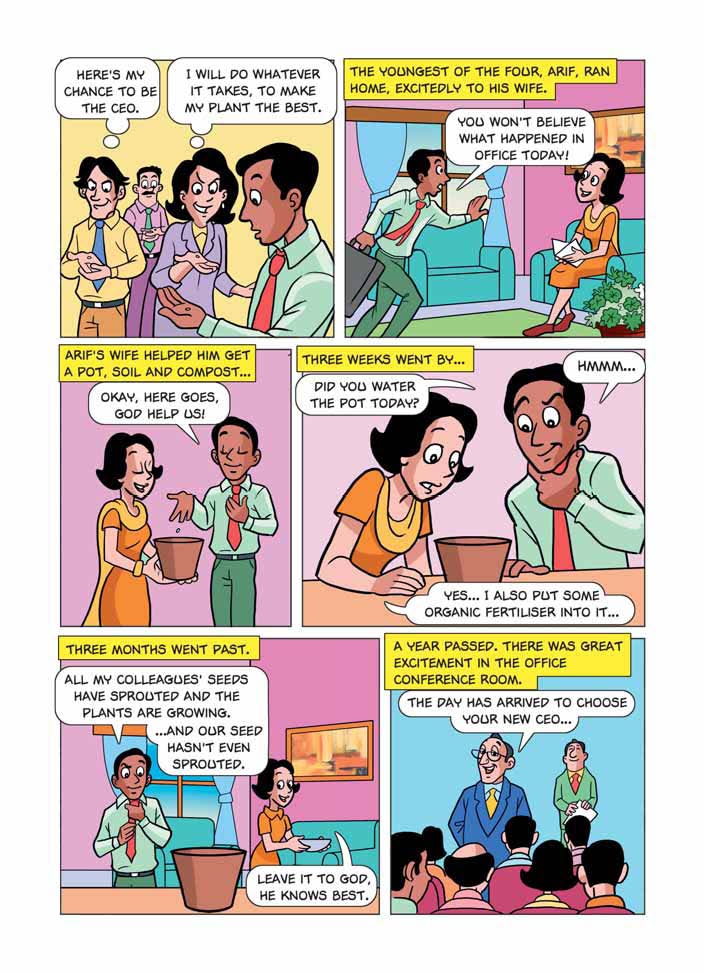 HERE'S MY
CHANCE TO BE
THE CEO.
I WILL DO WHATEVER
IT TAKES, TO MAKE
MY PLANT THE BEST.
THE YOUNGEST OF THE FOUR, ARIF, RAN
HOME, EXCITEDLY TO HIS WIFE.
YOU WON'T BELIEVE
WHAT HAPPENED IN
OFFICE TODAY!
ARIF'S WIFE HELPED HIM GET
A POT, SOIL AND COMPOST...
OKAY, HERE GOES,
GOD HELP US!
THREE WEEKS WENT BY...
DID YOU WATER
THE POT TODAY?
HMMM...
YES... I ALSO PUT SOME
ORGANIC FERTILISER INTO IT...
THREE MONTHS WENT PAST.
ALL MY COLLEAGUES' SEEDS
HAVE SPROUTED AND THE
PLANTS ARE GROWING.
...AND OUR SEED
HASN'T EVEN
SPROUTED.
LEAVE IT TO GOD,
HE KNOWS BEST.
A YEAR PASSED. THERE WAS GREAT
EXCITEMENT IN THE OFFICE
CONFERENCE ROOM.
THE DAY HAS ARRIVED TO CHOOSE
YOUR NEW CEO...